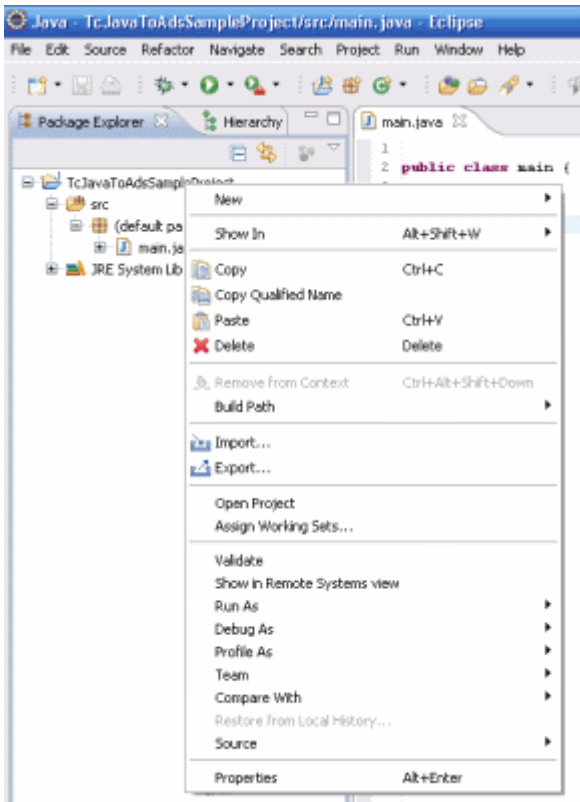 Java - TcJavaToAdsSampleProject/src/main.java - Eclipse
File Edit Source Refactor Navigate Search Project Run Window Help
Package Explorer Hierarchy main.java
1
2 public class main {
TcJavaToAdsSampleProject
src
(default pa
main.ja
JRE System Lib
New
Show In Alt+Shift+W
Copy Ctrl+C
Copy Qualified Name
Paste Ctrl+V
Delete Delete
Remove from Context Ctrl+Alt+Shift+Down
Build Path
Import...
Export...
Open Project
Assign Working Sets...
Validate
Show in Remote Systems view
Run As
Debug As
Profile As
Team
Compare With
Restore from Local History...
Source
Properties Alt+Enter